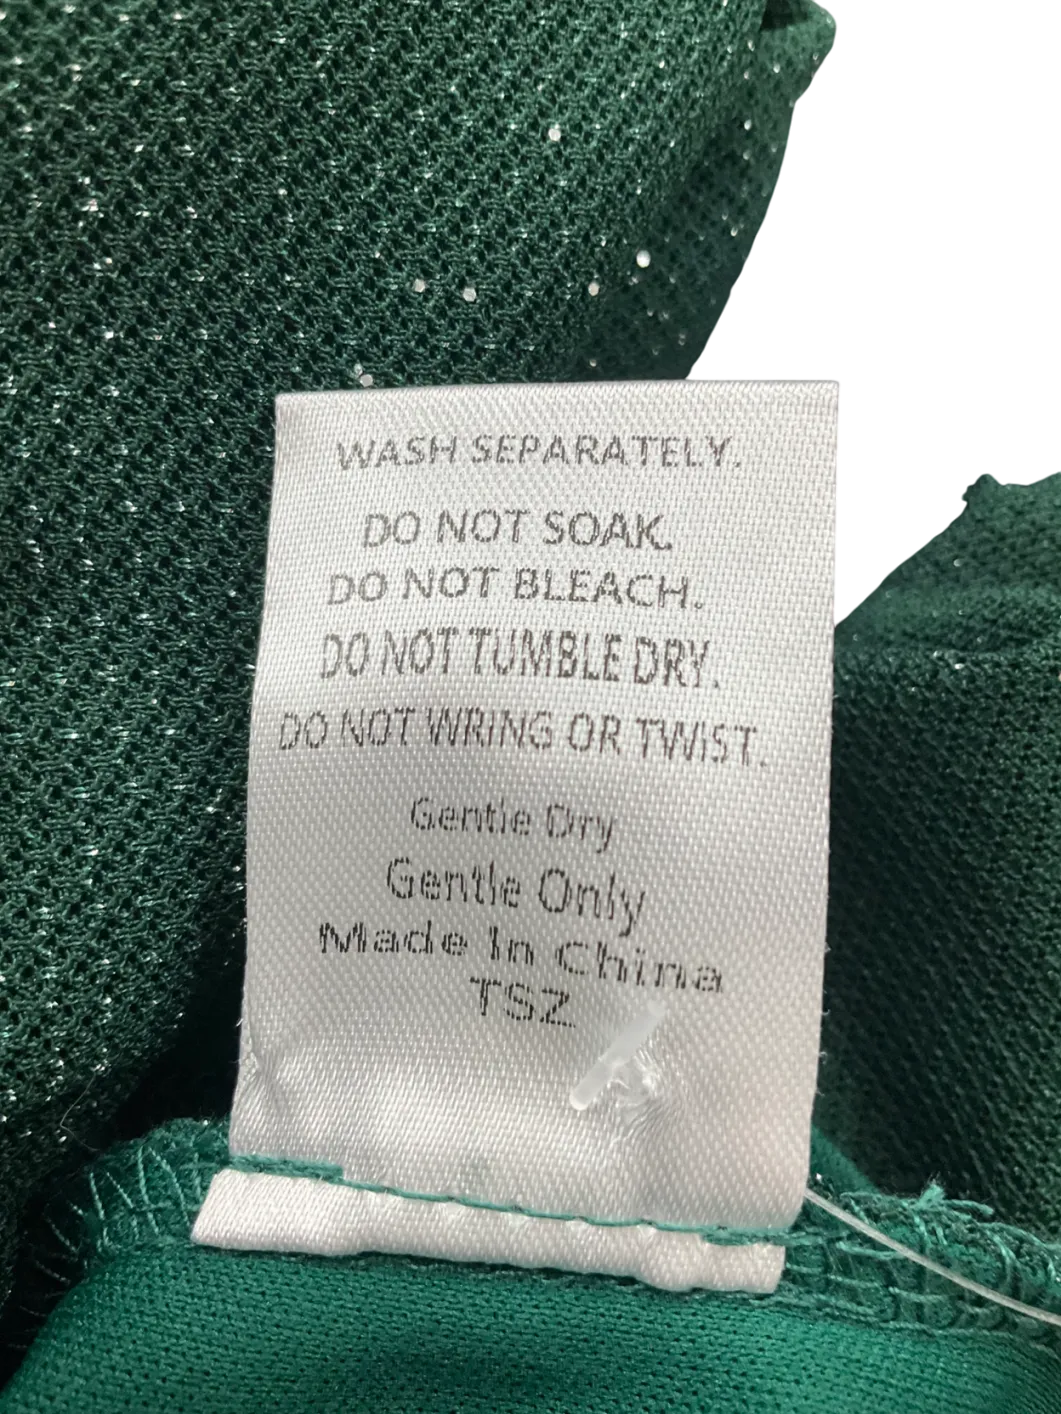 WASH SEPARATELY.
DO NOT SOAK.
DO NOT BLEACH.
DO NOT TUMBLE DRY.
DO NOT WRING OR TWIST.
Gentle Dry
Gentle Only
Made In China
TSZ